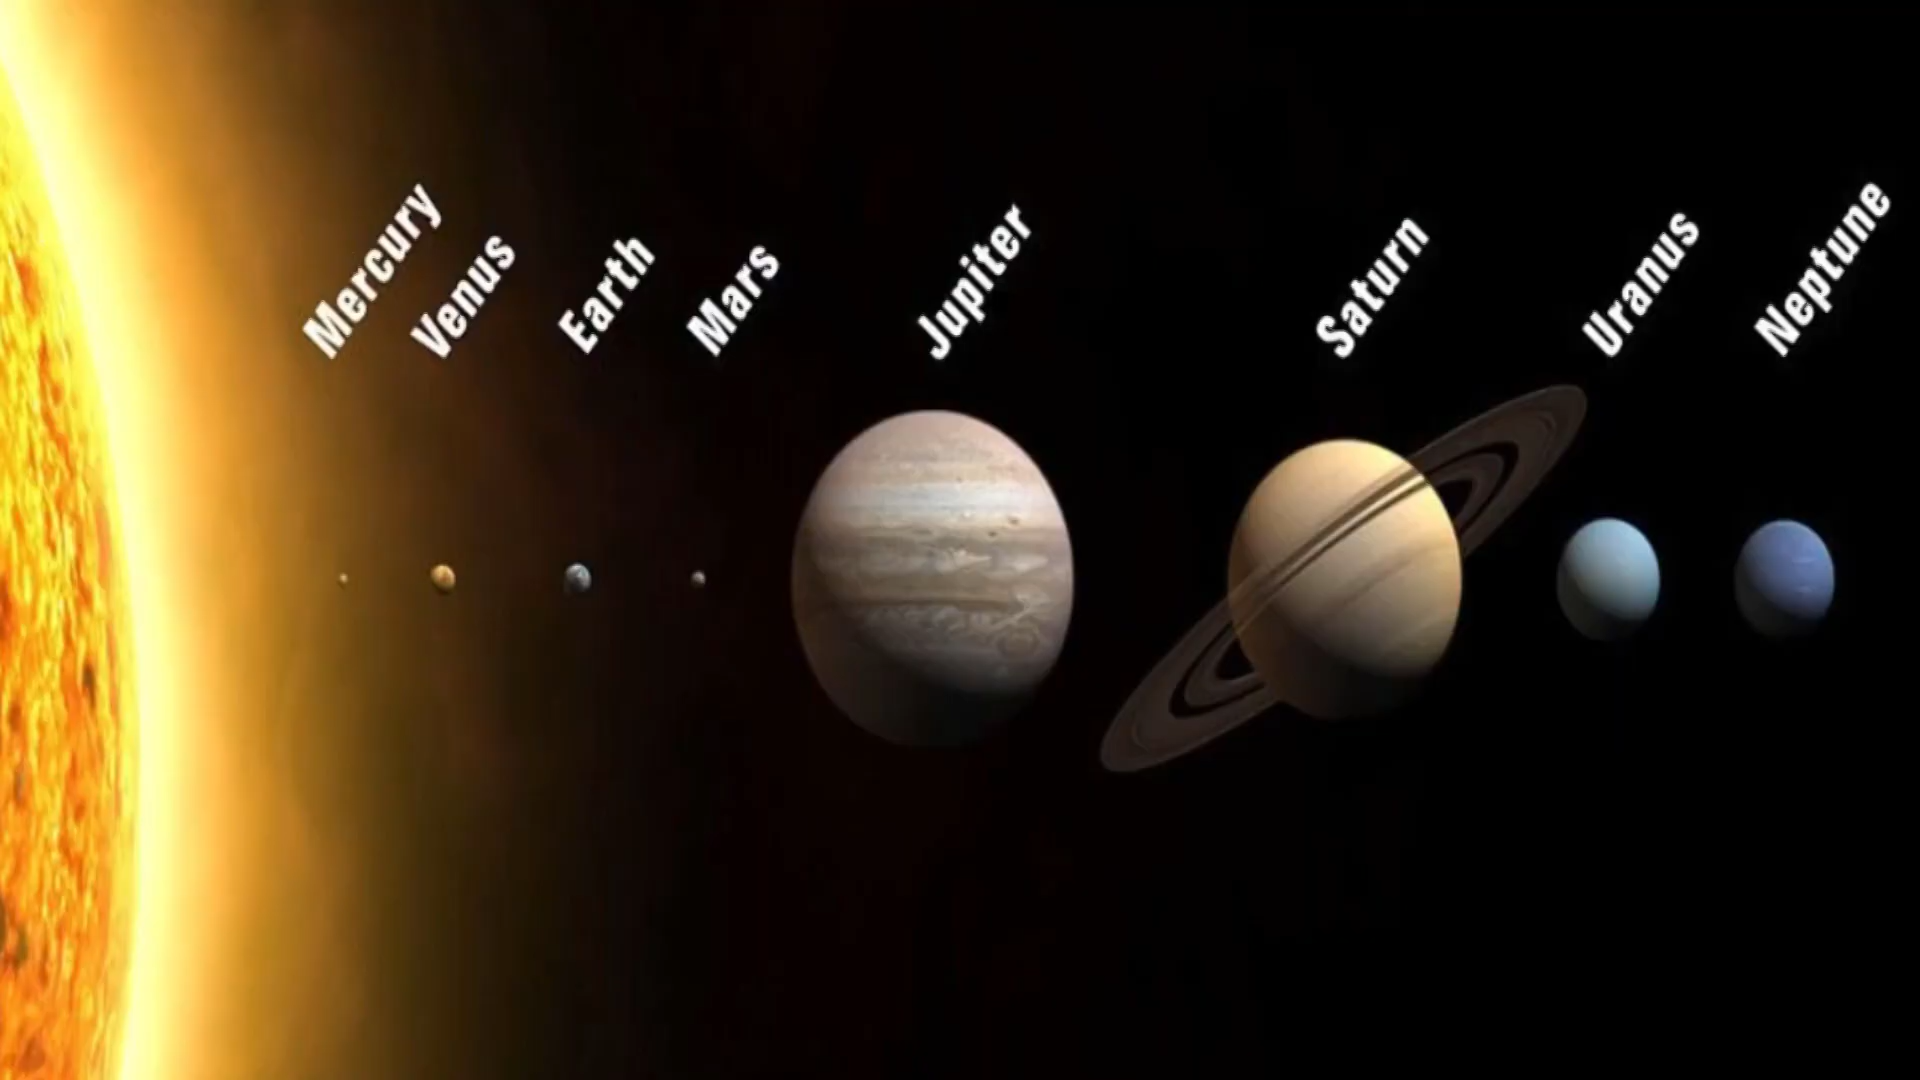 Mercury
Venus
Earth
Mars
Jupiter
Saturn
Uranus
Neptune